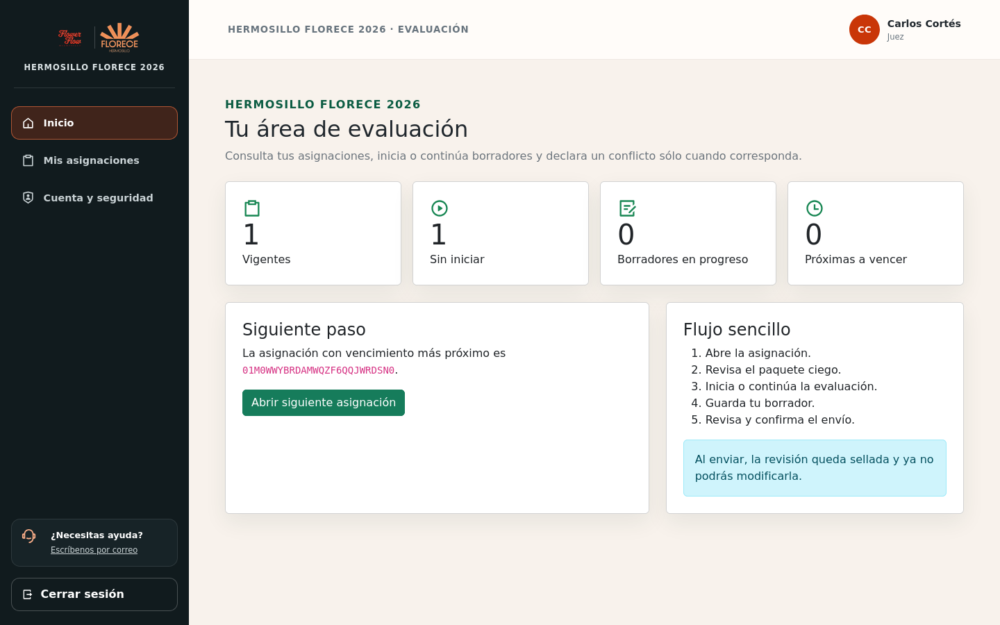 Flower
Flow
FLORECE
HERMOSILLO
HERMOSILLO FLORECE 2026
Inicio
Mis asignaciones
Cuenta y seguridad
¿Necesitas ayuda?
Escríbenos por correo
Cerrar sesión
HERMOSILLO FLORECE 2026 · EVALUACIÓN
CC
Carlos Cortés
Juez
HERMOSILLO FLORECE 2026
Tu área de evaluación
Consulta tus asignaciones, inicia o continúa borradores y declara un conflicto sólo cuando corresponda.
1
Vigentes
1
Sin iniciar
0
Borradores en progreso
0
Próximas a vencer
Siguiente paso
La asignación con vencimiento más próximo es
01M0WWYBRDAMWQZF6QQJWRDSN0.
Abrir siguiente asignación
Flujo sencillo
1. Abre la asignación.
2. Revisa el paquete ciego.
3. Inicia o continúa la evaluación.
4. Guarda tu borrador.
5. Revisa y confirma el envío.
Al enviar, la revisión queda sellada y ya no
podrás modificarla.